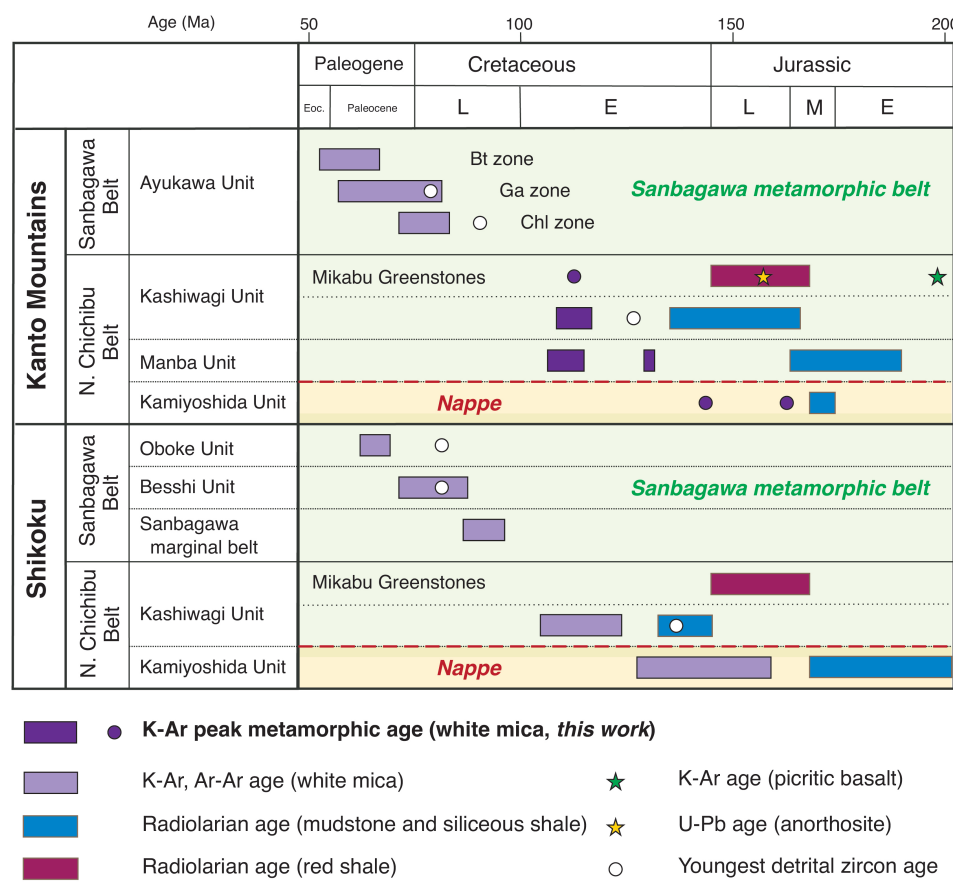 Age (Ma) 50 100 150 200
Paleogene Cretaceous Jurassic
Eoc. Paleocene L E L M E
Kanto Mountains
Sanbagawa Belt
Ayukawa Unit
Bt zone
Ga zone
Chl zone
Sanbagawa metamorphic belt
N. Chichibu Belt
Kashiwagi Unit
Mikabu Greenstones
Manba Unit
Kamiyoshida Unit
Nappe
Shikoku
Sanbagawa Belt
Oboke Unit
Besshi Unit
Sanbagawa metamorphic belt
Sanbagawa
marginal belt
N. Chichibu Belt
Mikabu Greenstones
Kashiwagi Unit
Kamiyoshida Unit
Nappe
K-Ar peak metamorphic age (white mica, this work)
K-Ar, Ar-Ar age (white mica)
K-Ar age (picritic basalt)
Radiolarian age (mudstone and siliceous shale)
U-Pb age (anorthosite)
Radiolarian age (red shale)
Youngest detrital zircon age